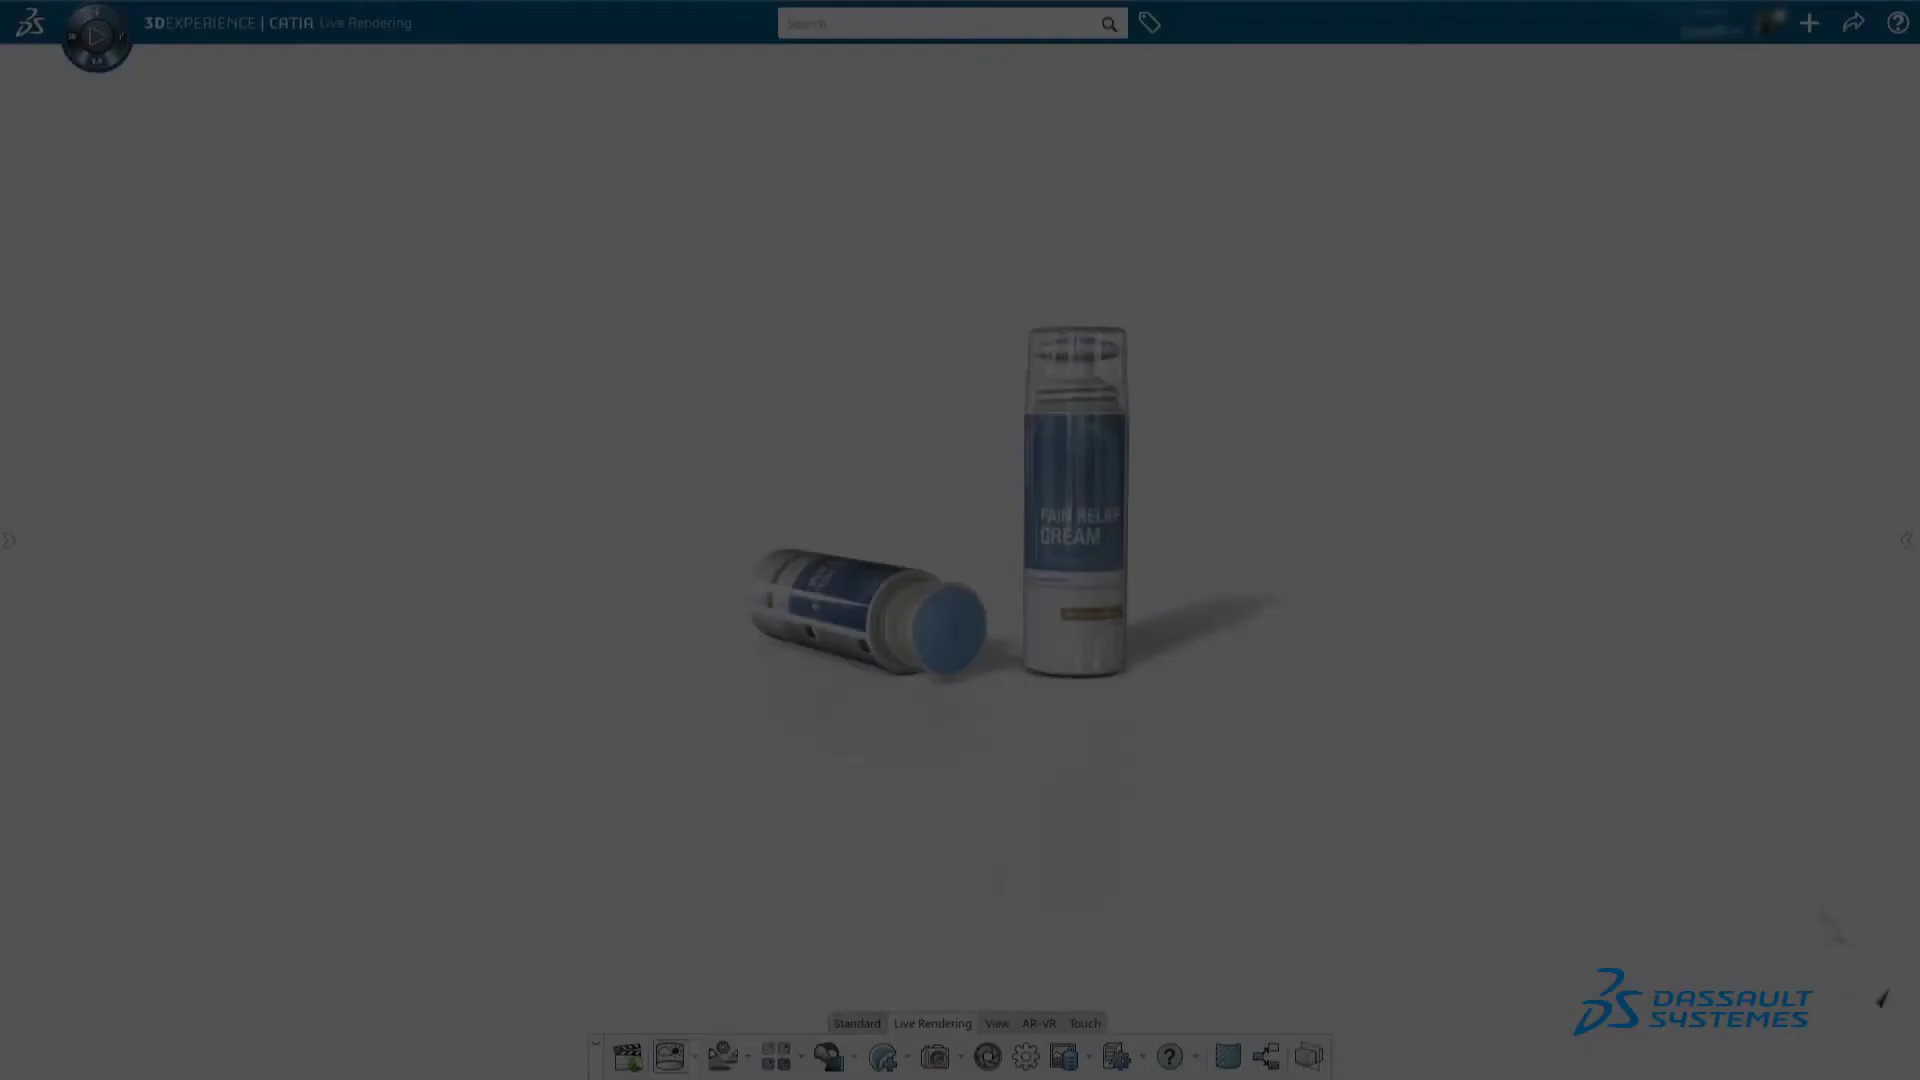 3DEXPERIENCE | CATIA Live Rendering
Search
PAIN RELIEF
CREAM
DASSAULT
SYSTEMES
Standard
Live Rendering
View
AR-VR
Touch